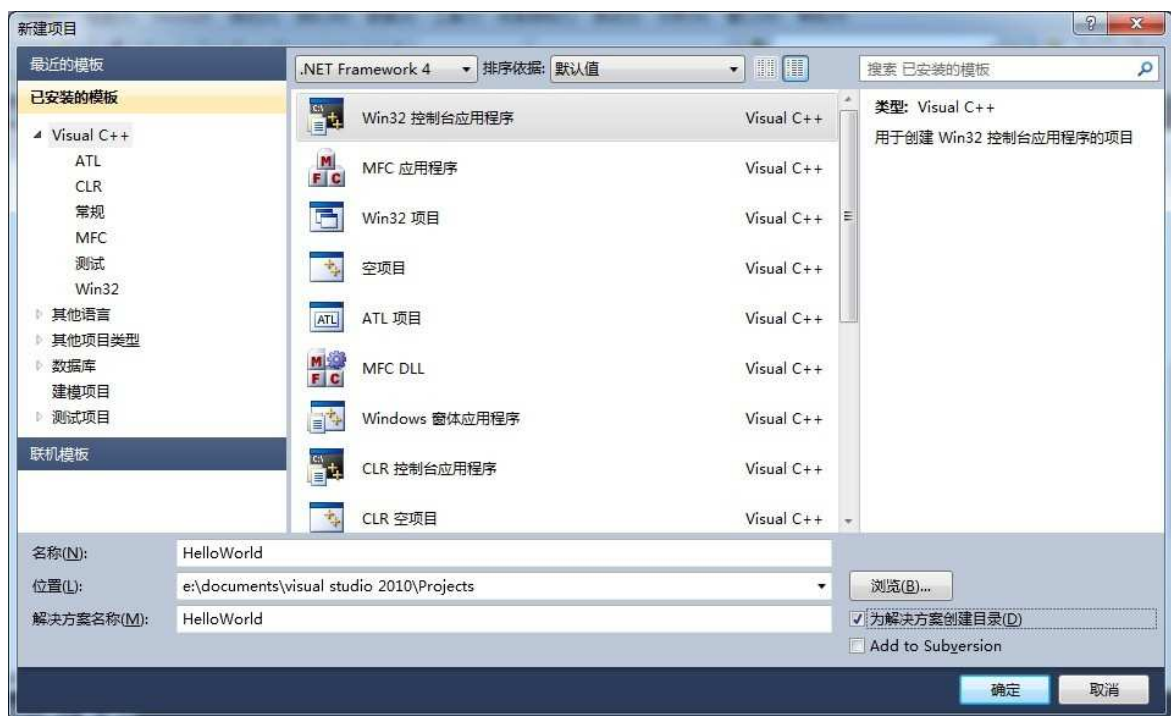 新建项目
最近的模板
已安装的模板
Visual C++
ATL
CLR
常规
MFC
测试
Win32
其他语言
其他项目类型
数据库
建模项目
测试项目
联机模板
.NET Framework 4 排序依据: 默认值
Win32 控制台应用程序 Visual C++
MFC 应用程序 Visual C++
Win32 项目 Visual C++
空项目 Visual C++
ATL 项目 Visual C++
MFC DLL Visual C++
Windows 窗体应用程序 Visual C++
CLR 控制台应用程序 Visual C++
CLR 空项目 Visual C++
搜索 已安装的模板
类型: Visual C++
用于创建 Win32 控制台应用程序的项目
名称(N): HelloWorld
位置(L): e:\documents\visual studio 2010\Projects 浏览(B)...
解决方案名称(M): HelloWorld 为解决方案创建目录(D)
Add to Subversion
确定 取消